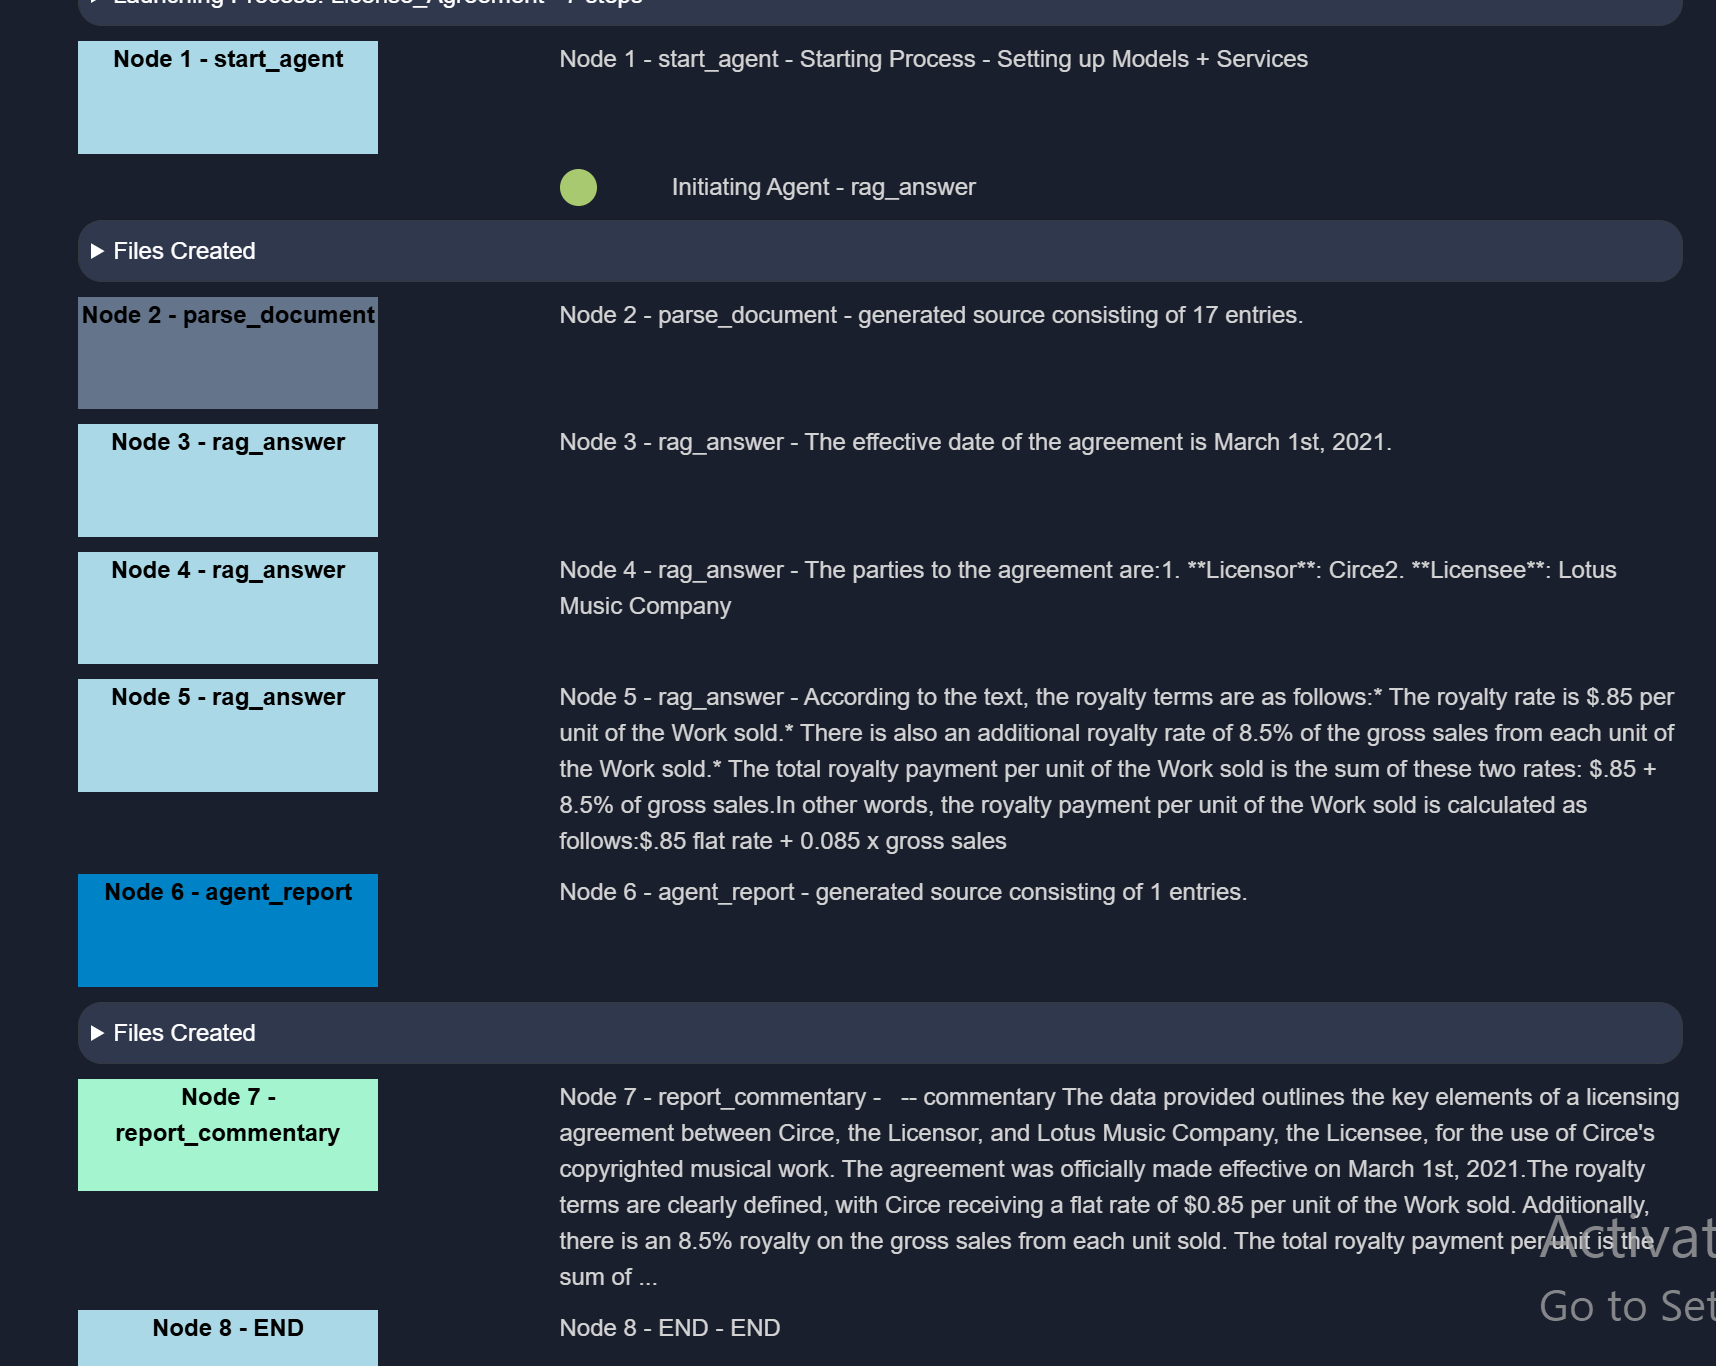 Launching Process: License_Agreement - 7 steps
Node 1 - start_agent
Node 1 - start_agent - Starting Process - Setting up Models + Services
Initiating Agent - rag_answer
Files Created
Node 2 - parse_document
Node 2 - parse_document - generated source consisting of 17 entries.
Node 3 - rag_answer
Node 3 - rag_answer - The effective date of the agreement is March 1st, 2021.
Node 4 - rag_answer
Node 4 - rag_answer - The parties to the agreement are:1. **Licensor**: Circe2. **Licensee**: Lotus
Music Company
Node 5 - rag_answer
Node 5 - rag_answer - According to the text, the royalty terms are as follows:* The royalty rate is $.85 per
unit of the Work sold.* There is also an additional royalty rate of 8.5% of the gross sales from each unit of
the Work sold.* The total royalty payment per unit of the Work sold is the sum of these two rates: $.85 +
8.5% of gross sales.In other words, the royalty payment per unit of the Work sold is calculated as
follows:$.85 flat rate + 0.085 x gross sales
Node 6 - agent_report
Node 6 - agent_report - generated source consisting of 1 entries.
Files Created
Node 7 -
report_commentary
Node 7 - report_commentary - -- commentary The data provided outlines the key elements of a licensing
agreement between Circe, the Licensor, and Lotus Music Company, the Licensee, for the use of Circe's
copyrighted musical work. The agreement was officially made effective on March 1st, 2021.The royalty
terms are clearly defined, with Circe receiving a flat rate of $0.85 per unit of the Work sold. Additionally,
there is an 8.5% royalty on the gross sales from each unit sold. The total royalty payment per unit is the
sum of ...
Activat
Go to Set
Node 8 - END
Node 8 - END - END